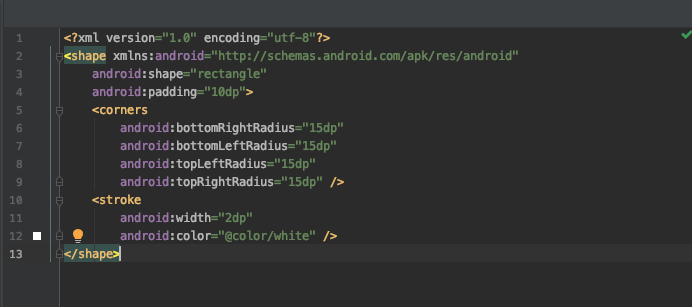 1 <?xml version="1.0" encoding="utf-8"?>
2 <shape xmlns:android="http://schemas.android.com/apk/res/android"
3 android:shape="rectangle"
4 android:padding="10dp">
5 <corners
6 android:bottomRightRadius="15dp"
7 android:bottomLeftRadius="15dp"
8 android:topLeftRadius="15dp"
9 android:topRightRadius="15dp" />
10 <stroke
11 android:width="2dp"
12 android:color="@color/white" />
13 </shape>